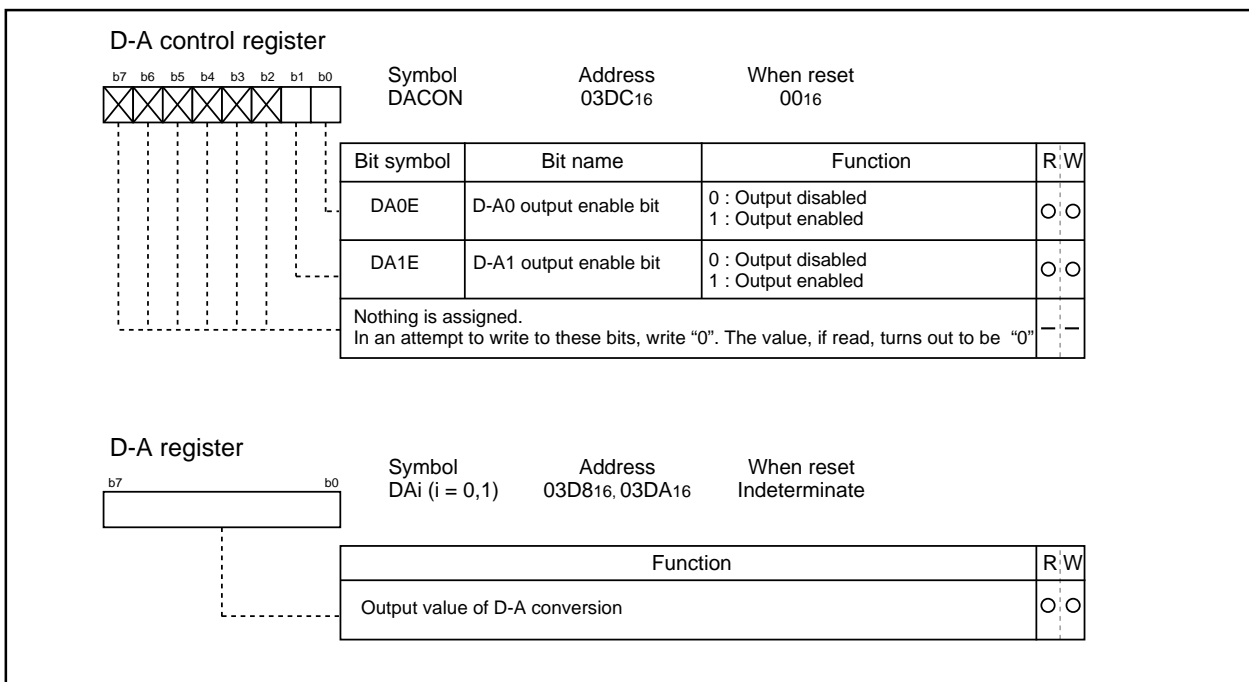 D-A control register
b7 b6 b5 b4 b3 b2 b1 b0
Symbol Address When reset
DACON 03DC16 0016
Bit symbol Bit name Function R W
DA0E D-A0 output enable bit 0 : Output disabled
1 : Output enabled
DA1E D-A1 output enable bit 0 : Output disabled
1 : Output enabled
Nothing is assigned.
In an attempt to write to these bits, write “0”. The value, if read, turns out to be “0”
D-A register
b7 b0
Symbol Address When reset
DAi (i = 0,1) 03D816, 03DA16 Indeterminate
Function R W
Output value of D-A conversion